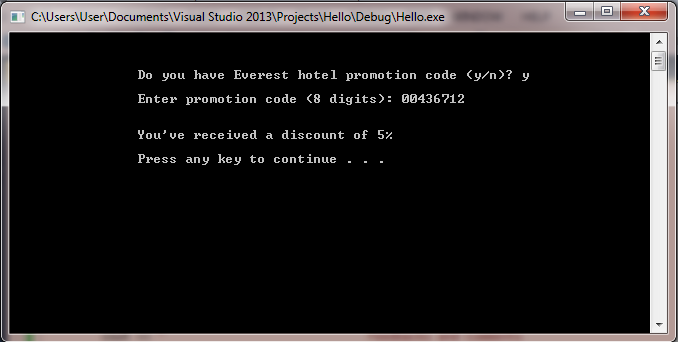 C:\Users\User\Documents\Visual Studio 2013\Projects\Hello\Debug\Hello.exe
Do you have Everest hotel promotion code (y/n)? y
Enter promotion code (8 digits): 00436712
You've received a discount of 5%
Press any key to continue . . .